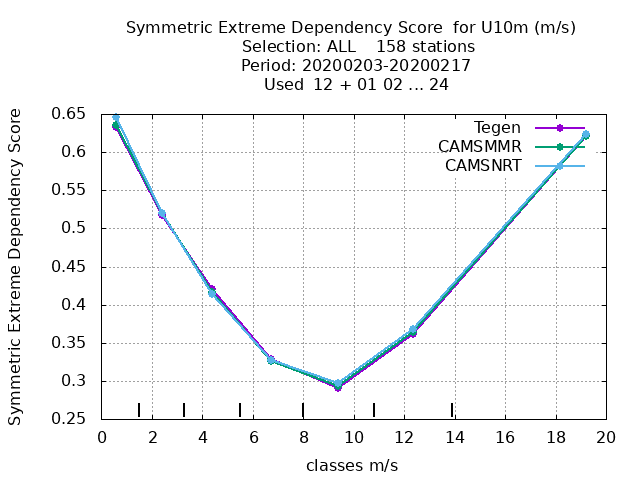 Symmetric Extreme Dependency Score  for U10m (m/s)
Selection: ALL    158 stations
Period: 20200203-20200217
Used  12 + 01 02 ... 24
Symmetric Extreme Dependency Score
0.65
0.6
0.55
0.5
0.45
0.4
0.35
0.3
0.25
Tegen
CAMSMMR
CAMSNRT
0 2 4 6 8 10 12 14 16 18 20
classes m/s